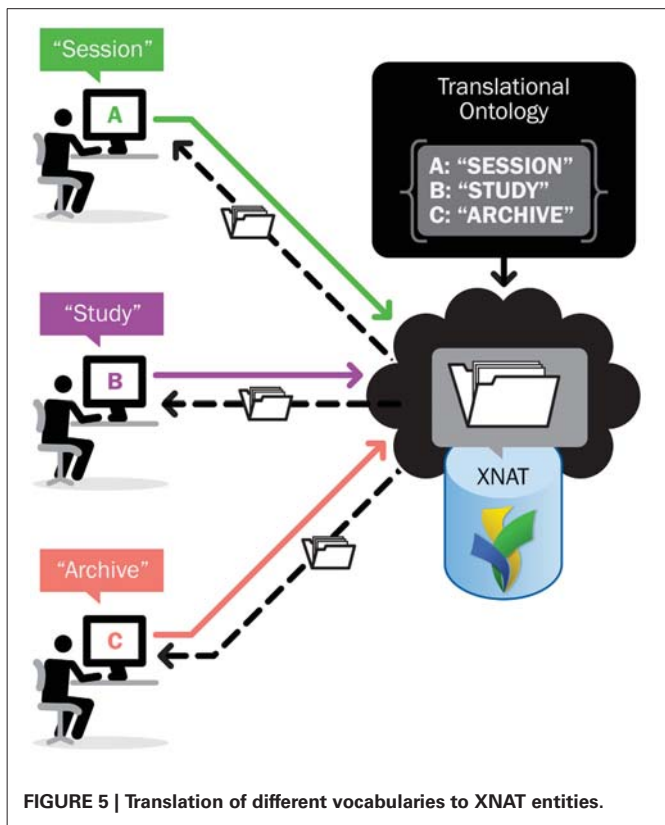 "Session"
A
Translational
Ontology
A: "SESSION"
B: "STUDY"
C: "ARCHIVE"
"Study"
B
XNAT
"Archive"
C
FIGURE 5 | Translation of different vocabularies to XNAT entities.